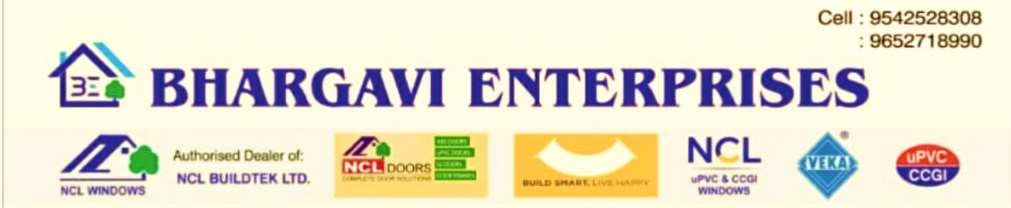 Cell : 9542528308
: 9652718990
BE
BHARGAVI ENTERPRISES
NCL WINDOWS
Authorised Dealer of:
NCL BUILDTEK LTD.
NCL DOORS
COMPLETE DOOR SOLUTIONS
BUILD SMART. LIVE HAPPY
NCL
uPVC & CCGI
WINDOWS
VEKA
®
uPVC
CCGI